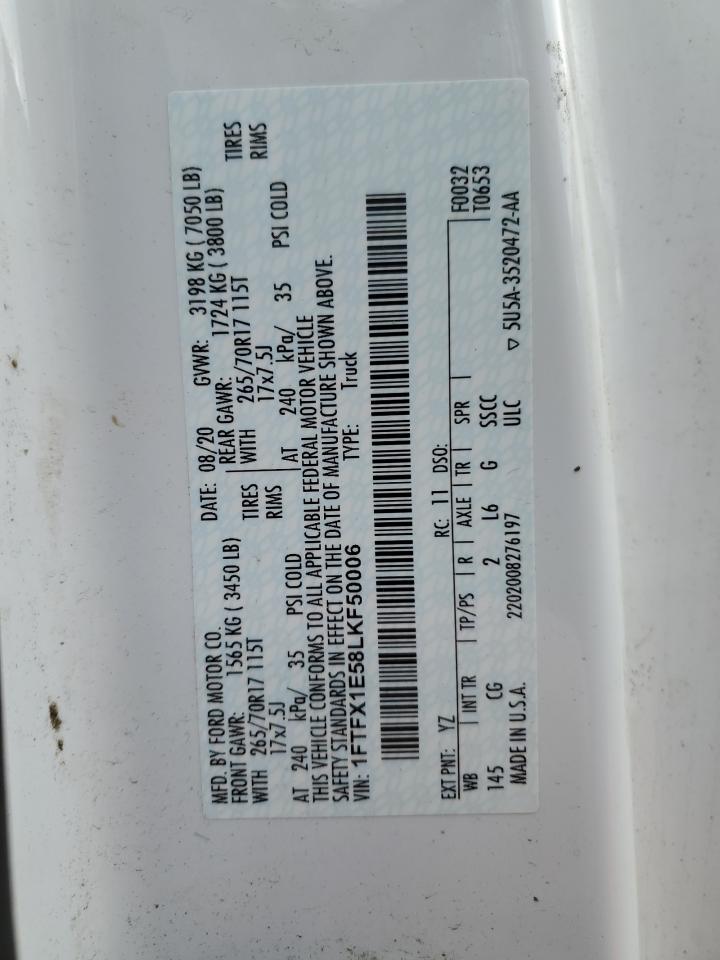 MFD. BY FORD MOTOR CO. DATE: 08/20 GVWR: 3198 KG ( 7050 LB)
FRONT GAWR: 1565 KG ( 3450 LB) REAR GAWR: 1724 KG ( 3800 LB)
WITH 265/70R17 115T TIRES WITH 265/70R17 115T TIRES
17x7.5J RIMS 17x7.5J RIMS
AT 240 kPa/ 35 PSI COLD AT 240 kPa/ 35 PSI COLD
THIS VEHICLE CONFORMS TO ALL APPLICABLE FEDERAL MOTOR VEHICLE
SAFETY STANDARDS IN EFFECT ON THE DATE OF MANUFACTURE SHOWN ABOVE.
VIN: 1FTFX1E58LKF50006 TYPE: Truck
EXT PNT: YZ RC: 11 DSO: F0032
WB INT TR TP/PS R AXLE TR SPR T0653
145 CG 2 L6 G SSCC
MADE IN U.S.A. 2202008276197 ULC ▽ 5U5A-3520472-AA